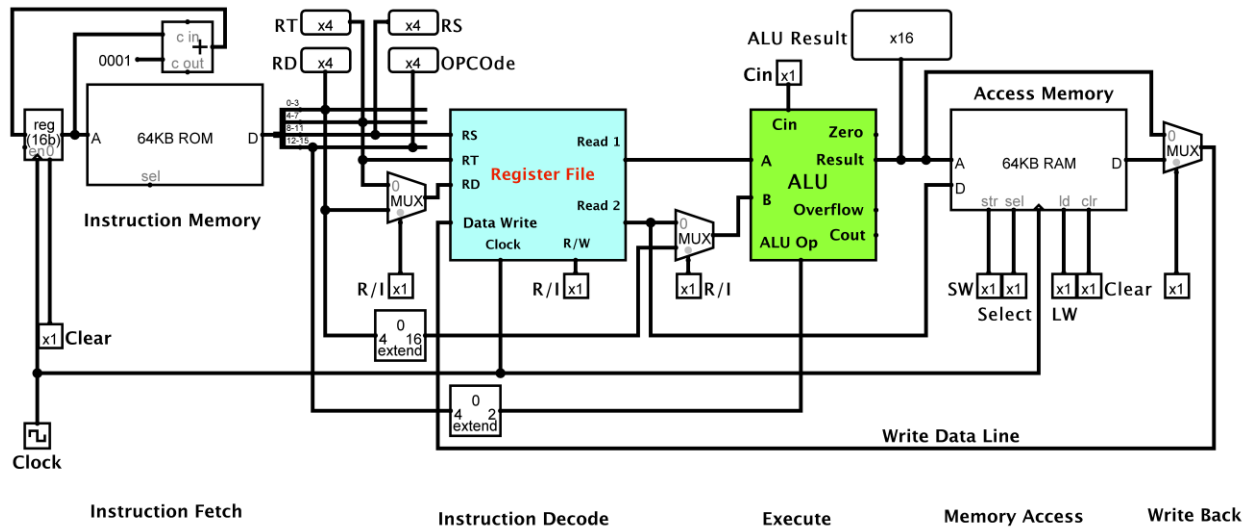 RT x4 x4 RS
ALU Result x16
c in +
0001 c out
RD x4 x4 OPCOde
Cin x1
Access Memory
reg
(16b)
en 0
A 64KB ROM D
sel
Instruction Memory
0-3
4-7
8-11
12-15
RS Read 1
RT
Register File
RD
Read 2
Data Write
Clock R/W
0
MUX
R/I x1
R/I x1
0
MUX
x1 R/I
Cin Zero
A Result
ALU
B
Overflow
Cout
ALU Op
A 64KB RAM D
D
str sel ld clr
SW x1 x1 x1 x1 Clear
Select LW
0
MUX
x1
x1 Clear
0
4 16
extend
0
4 2
extend
Write Data Line
Clock
Instruction Fetch Instruction Decode Execute Memory Access Write Back